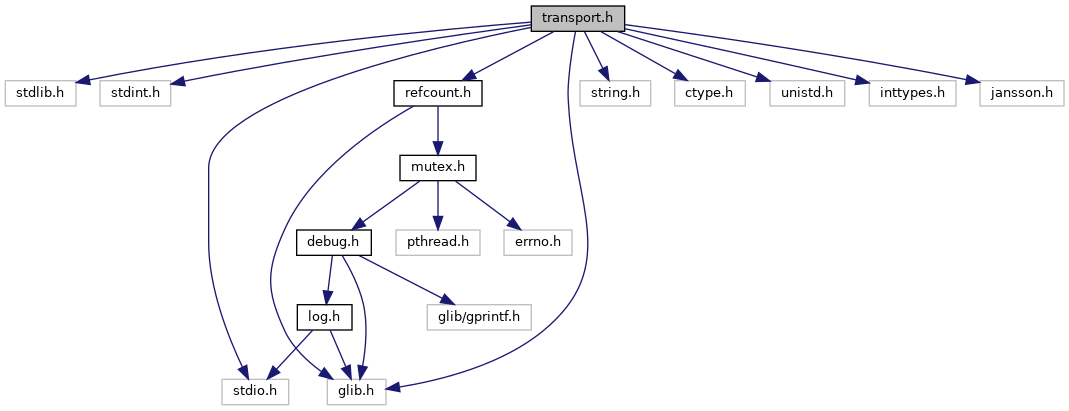 transport.h
stdlib.h
stdint.h
refcount.h
string.h
ctype.h
unistd.h
inttypes.h
jansson.h
mutex.h
debug.h
pthread.h
errno.h
log.h
glib/gprintf.h
stdio.h
glib.h